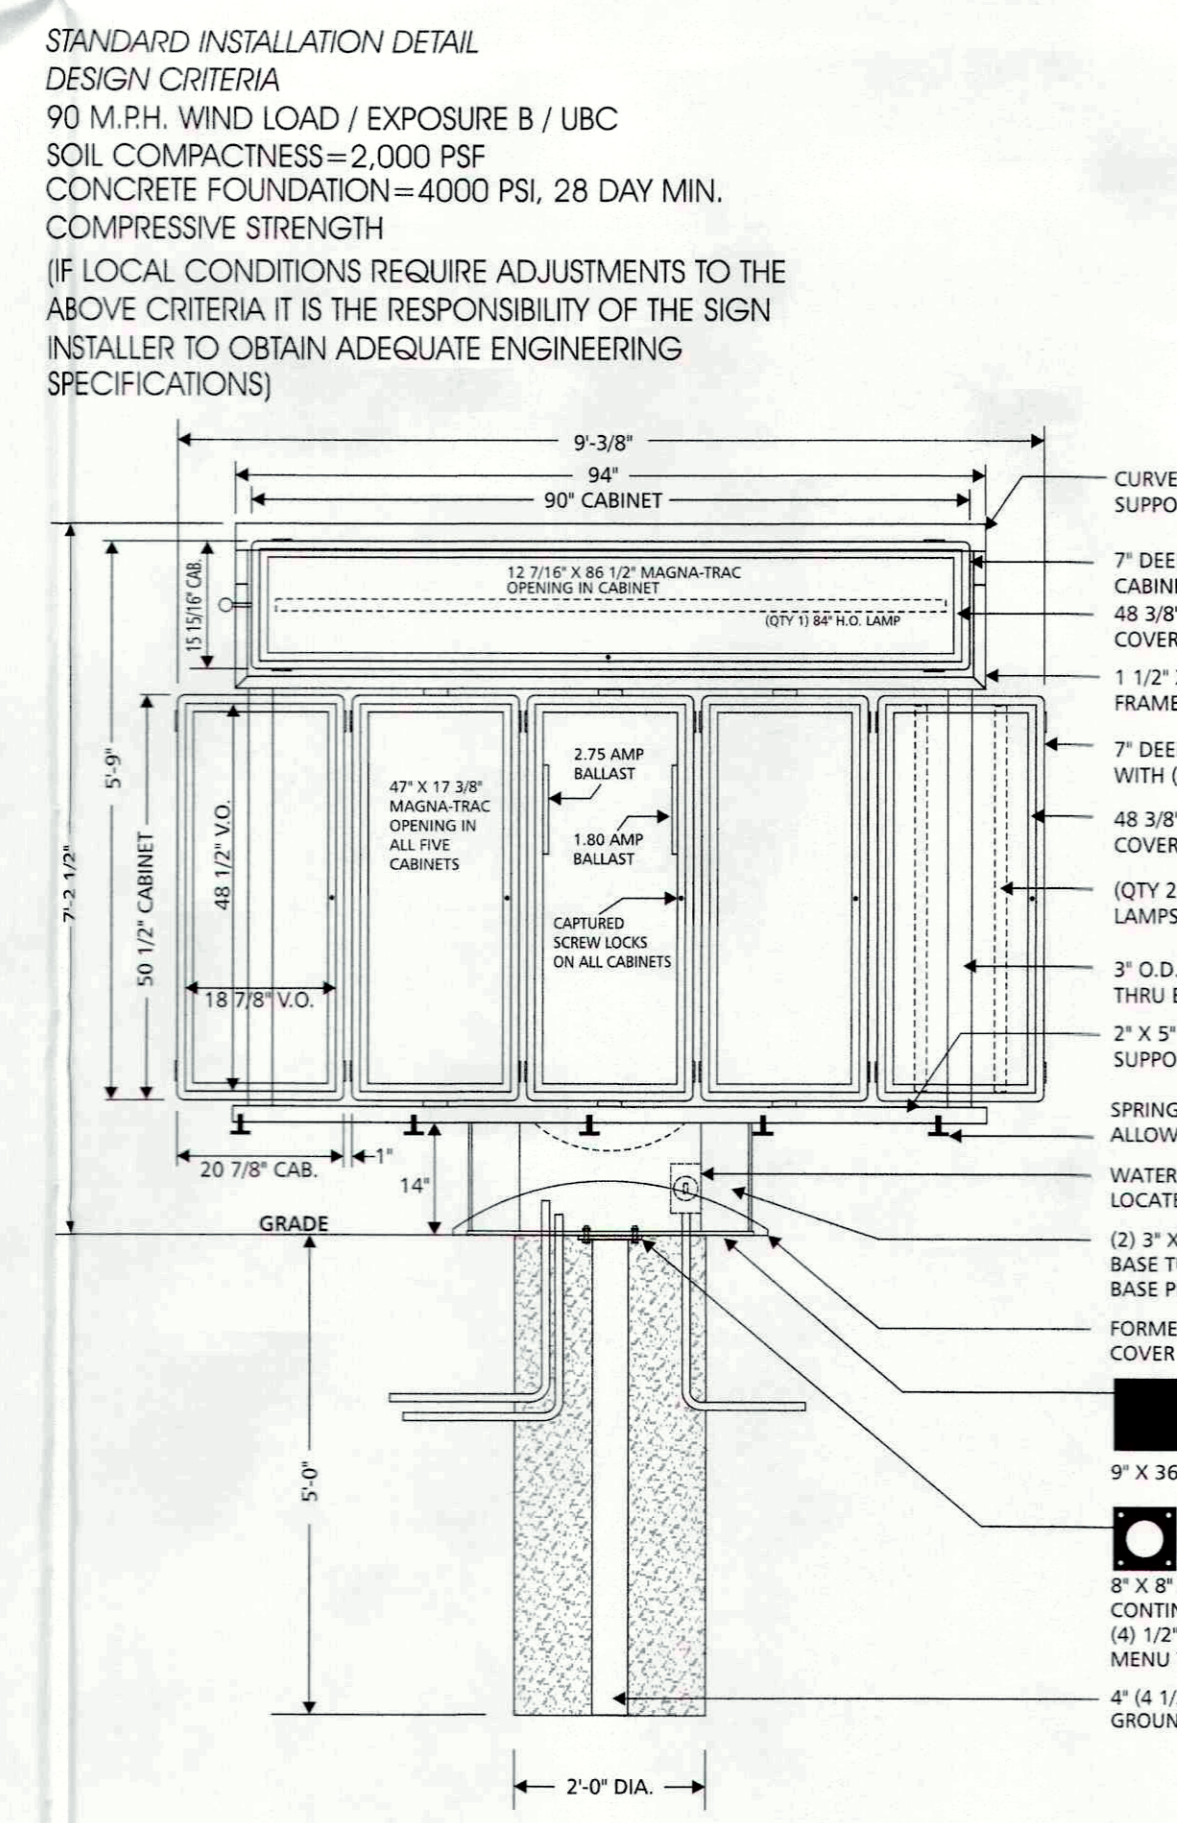 STANDARD INSTALLATION DETAIL
DESIGN CRITERIA
90 M.P.H. WIND LOAD / EXPOSURE B / UBC
SOIL COMPACTNESS=2,000 PSF
CONCRETE FOUNDATION=4000 PSI, 28 DAY MIN.
COMPRESSIVE STRENGTH
(IF LOCAL CONDITIONS REQUIRE ADJUSTMENTS TO THE
ABOVE CRITERIA IT IS THE RESPONSIBILITY OF THE SIGN
INSTALLER TO OBTAIN ADEQUATE ENGINEERING
SPECIFICATIONS)
9'-3/8"
94"
90" CABINET
15 15/16" CAB.
12 7/16" X 86 1/2" MAGNA-TRAC
OPENING IN CABINET
(QTY 1) 84" H.O. LAMP
7'-2 1/2"
5'-9"
50 1/2" CABINET
48 1/2" V.O.
18 7/8" V.O.
47" X 17 3/8"
MAGNA-TRAC
OPENING IN
ALL FIVE
CABINETS
2.75 AMP
BALLAST
1.80 AMP
BALLAST
CAPTURED
SCREW LOCKS
ON ALL CABINETS
20 7/8" CAB.
1"
14"
GRADE
5'-0"
2'-0" DIA.
CURVE
SUPPO
7" DEE
CABINE
48 3/8"
COVER
1 1/2"
FRAME
7" DEE
WITH (
48 3/8"
COVER
(QTY 2
LAMPS
3" O.D.
THRU
2" X 5"
SUPPO
SPRING
ALLOW
WATER
LOCATE
(2) 3" X
BASE T
BASE P
FORME
COVER
9" X 36
8" X 8"
CONTIN
(4) 1/2"
MENU
4" (4 1/
GROUN